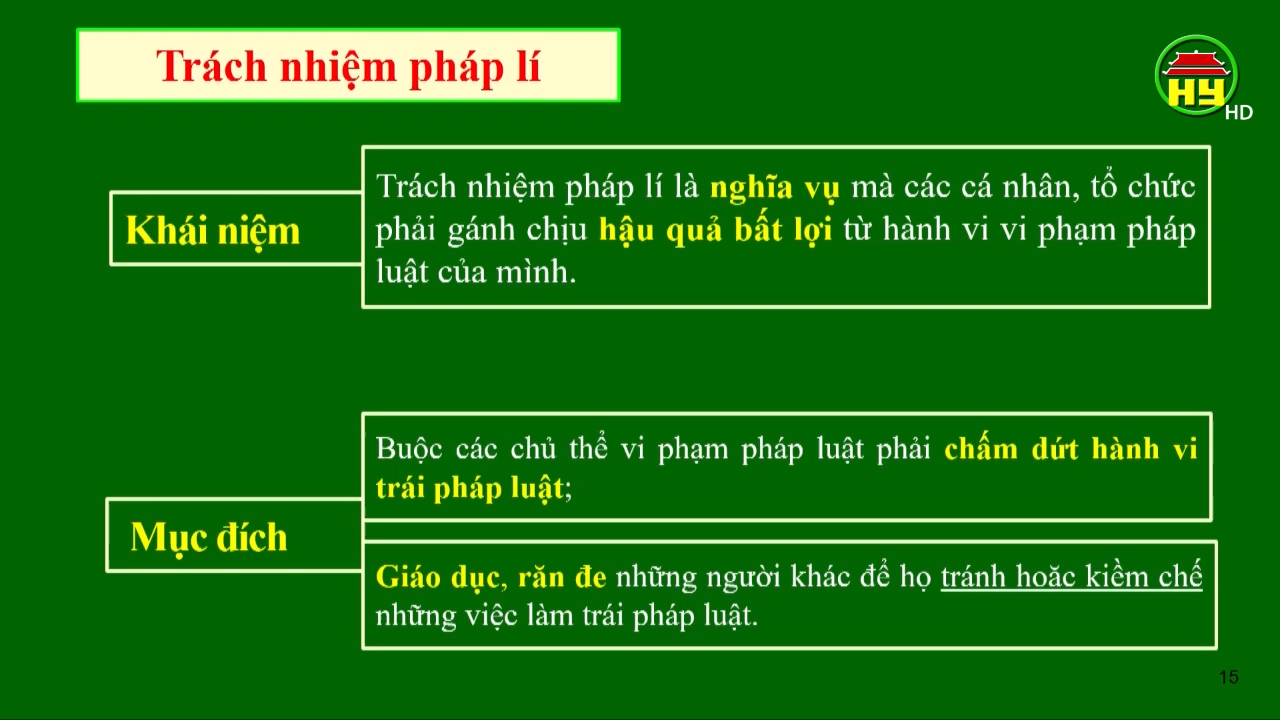 Trách nhiệm pháp lí
HY
HD
Khái niệm
Trách nhiệm pháp lí là nghĩa vụ mà các cá nhân, tổ chức
phải gánh chịu hậu quả bất lợi từ hành vi vi phạm pháp
luật của mình.
Mục đích
Buộc các chủ thể vi phạm pháp luật phải chấm dứt hành vi
trái pháp luật;
Giáo dục, răn đe những người khác để họ tránh hoặc kiềm chế
những việc làm trái pháp luật.
15